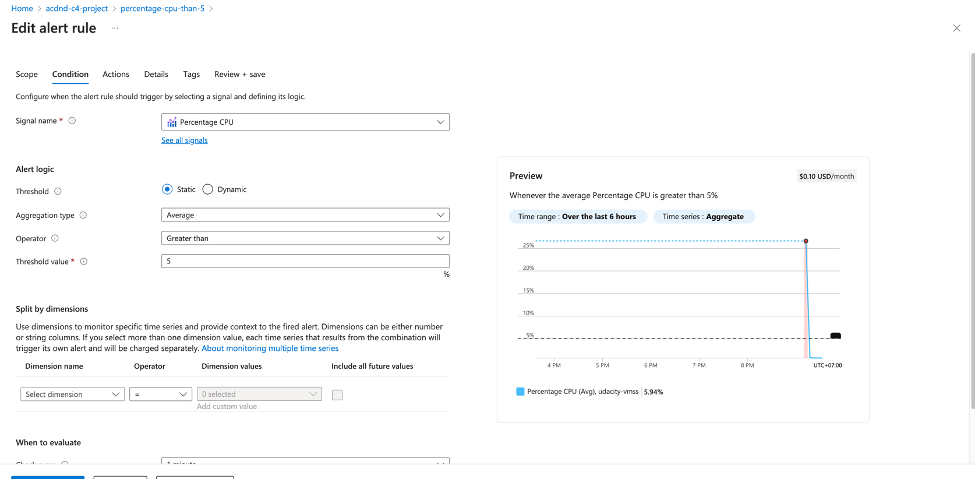 Home > acdnd-c4-project > percentage-cpu-than-5 >
Edit alert rule ...
Scope Condition Actions Details Tags Review + save
Configure when the alert rule should trigger by selecting a signal and defining its logic.
Signal name * Percentage CPU
See all signals
Alert logic
Threshold Static Dynamic
Aggregation type Average
Operator Greater than
Threshold value * 5
%
Split by dimensions
Use dimensions to monitor specific time series and provide context to the fired alert. Dimensions can be either number
or string columns. If you select more than one dimension value, each time series that results from the combination will
trigger its own alert and will be charged separately. About monitoring multiple time series
Dimension name Operator Dimension values Include all future values
Select dimension = 0 selected
Add custom value
When to evaluate
Preview $0.10 USD/month
Whenever the average Percentage CPU is greater than 5%
Time range : Over the last 6 hours Time series : Aggregate
25%
20%
15%
10%
5%
4 PM 5 PM 6 PM 7 PM 8 PM UTC+07:00
Percentage CPU (Avg), udacity-vmss | 5.94%